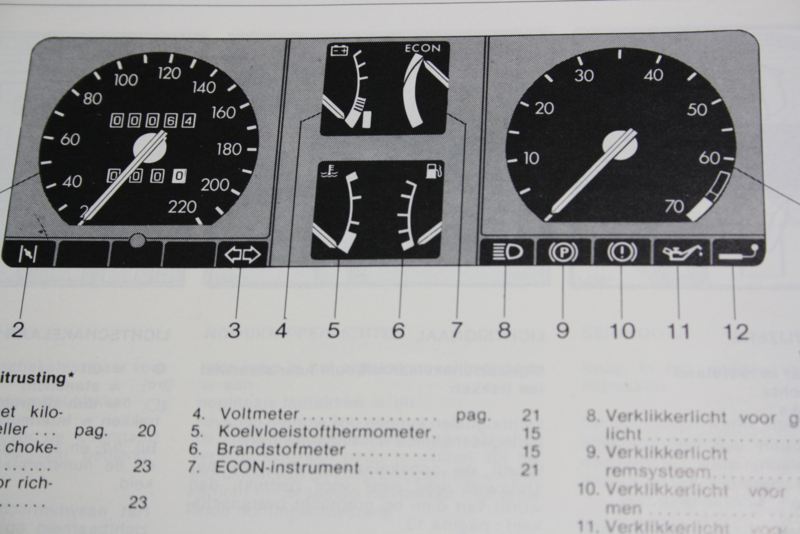 120
100
140
80
160
00064
60
180
000 0
40
200
220
ECON
30
40
20
50
10
60
70
P
!
2
3
4
5
6
7
8
9
10
11
12
itrusting*
et kilo-
eller ... pag. 20
choke-
........ 23
or rich-
........ 23
4. Voltmeter .................. pag. 21
5. Koelvloeistofthermometer. 15
6. Brandstofmeter ............... 15
7. ECON-instrument ............ 21
8. Verklikkerlicht voor g
licht
9. Verklikkerlicht
remsysteem
10. Verklikkerlicht voor
men
11. Verklikkerlicht